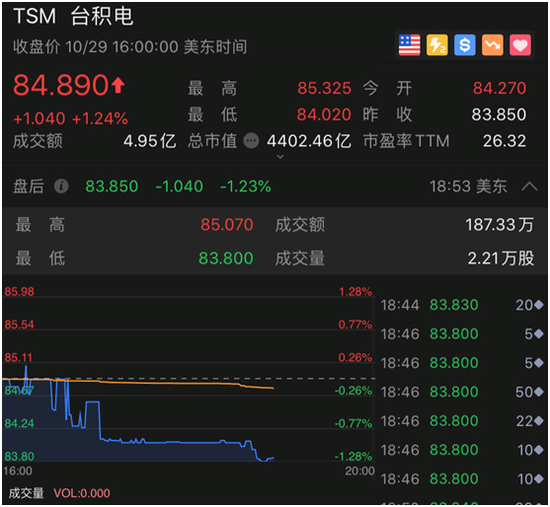 TSM 台积电
收盘价 10/29 16:00:00 美东时间
84.890 最高 85.325 今开 84.270
+1.040 +1.24% 最低 84.020 昨收 83.850
成交额 4.95亿 总市值 4402.46亿 市盈率TTM 26.32
盘后 83.850 -1.040 -1.23% 18:53 美东
最高 85.070 成交额 187.33万
最低 83.800 成交量 2.21万股
85.98 1.28%
85.54 0.77%
85.11 0.26%
84.67 -0.26%
84.24 -0.77%
83.80 -1.28%
16:00 20:00
成交量 VOL:0.000
18:44 83.830 20
18:46 83.800 5
18:46 83.800 5
18:46 83.800 50
18:46 83.800 22
18:46 83.800 10
18:46 83.800 10